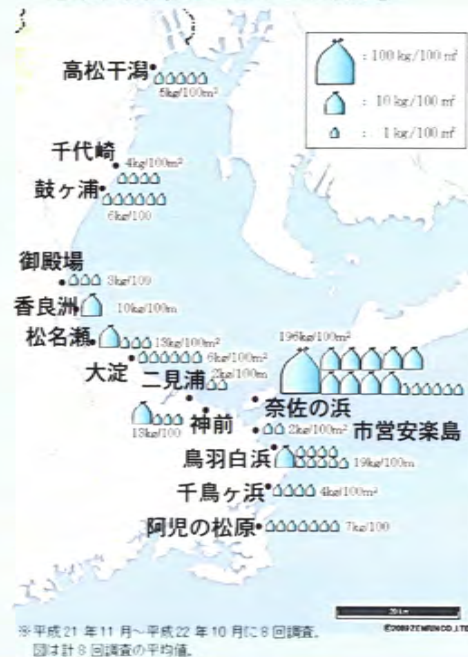 : 100 kg/100 ㎡
: 10 kg/100 ㎡
: 1 kg/100 ㎡
高松干潟
5kg/100m²
千代崎
4kg/100m²
鼓ヶ浦
6kg/100
御殿場
3kg/100
香良洲
10kg/100m
松名瀬
13kg/100m²
大淀
6kg/100m²
二見浦
2kg/100m
神前
13kg/100
196kg/100m²
奈佐の浜
2kg/100m²
市営安楽島
鳥羽白浜
19kg/100m
千鳥ヶ浜
4kg/100m²
阿児の松原
7kg/100
※平成21年11月～平成22年10月に8回調査。
図は計8回調査の平均値。